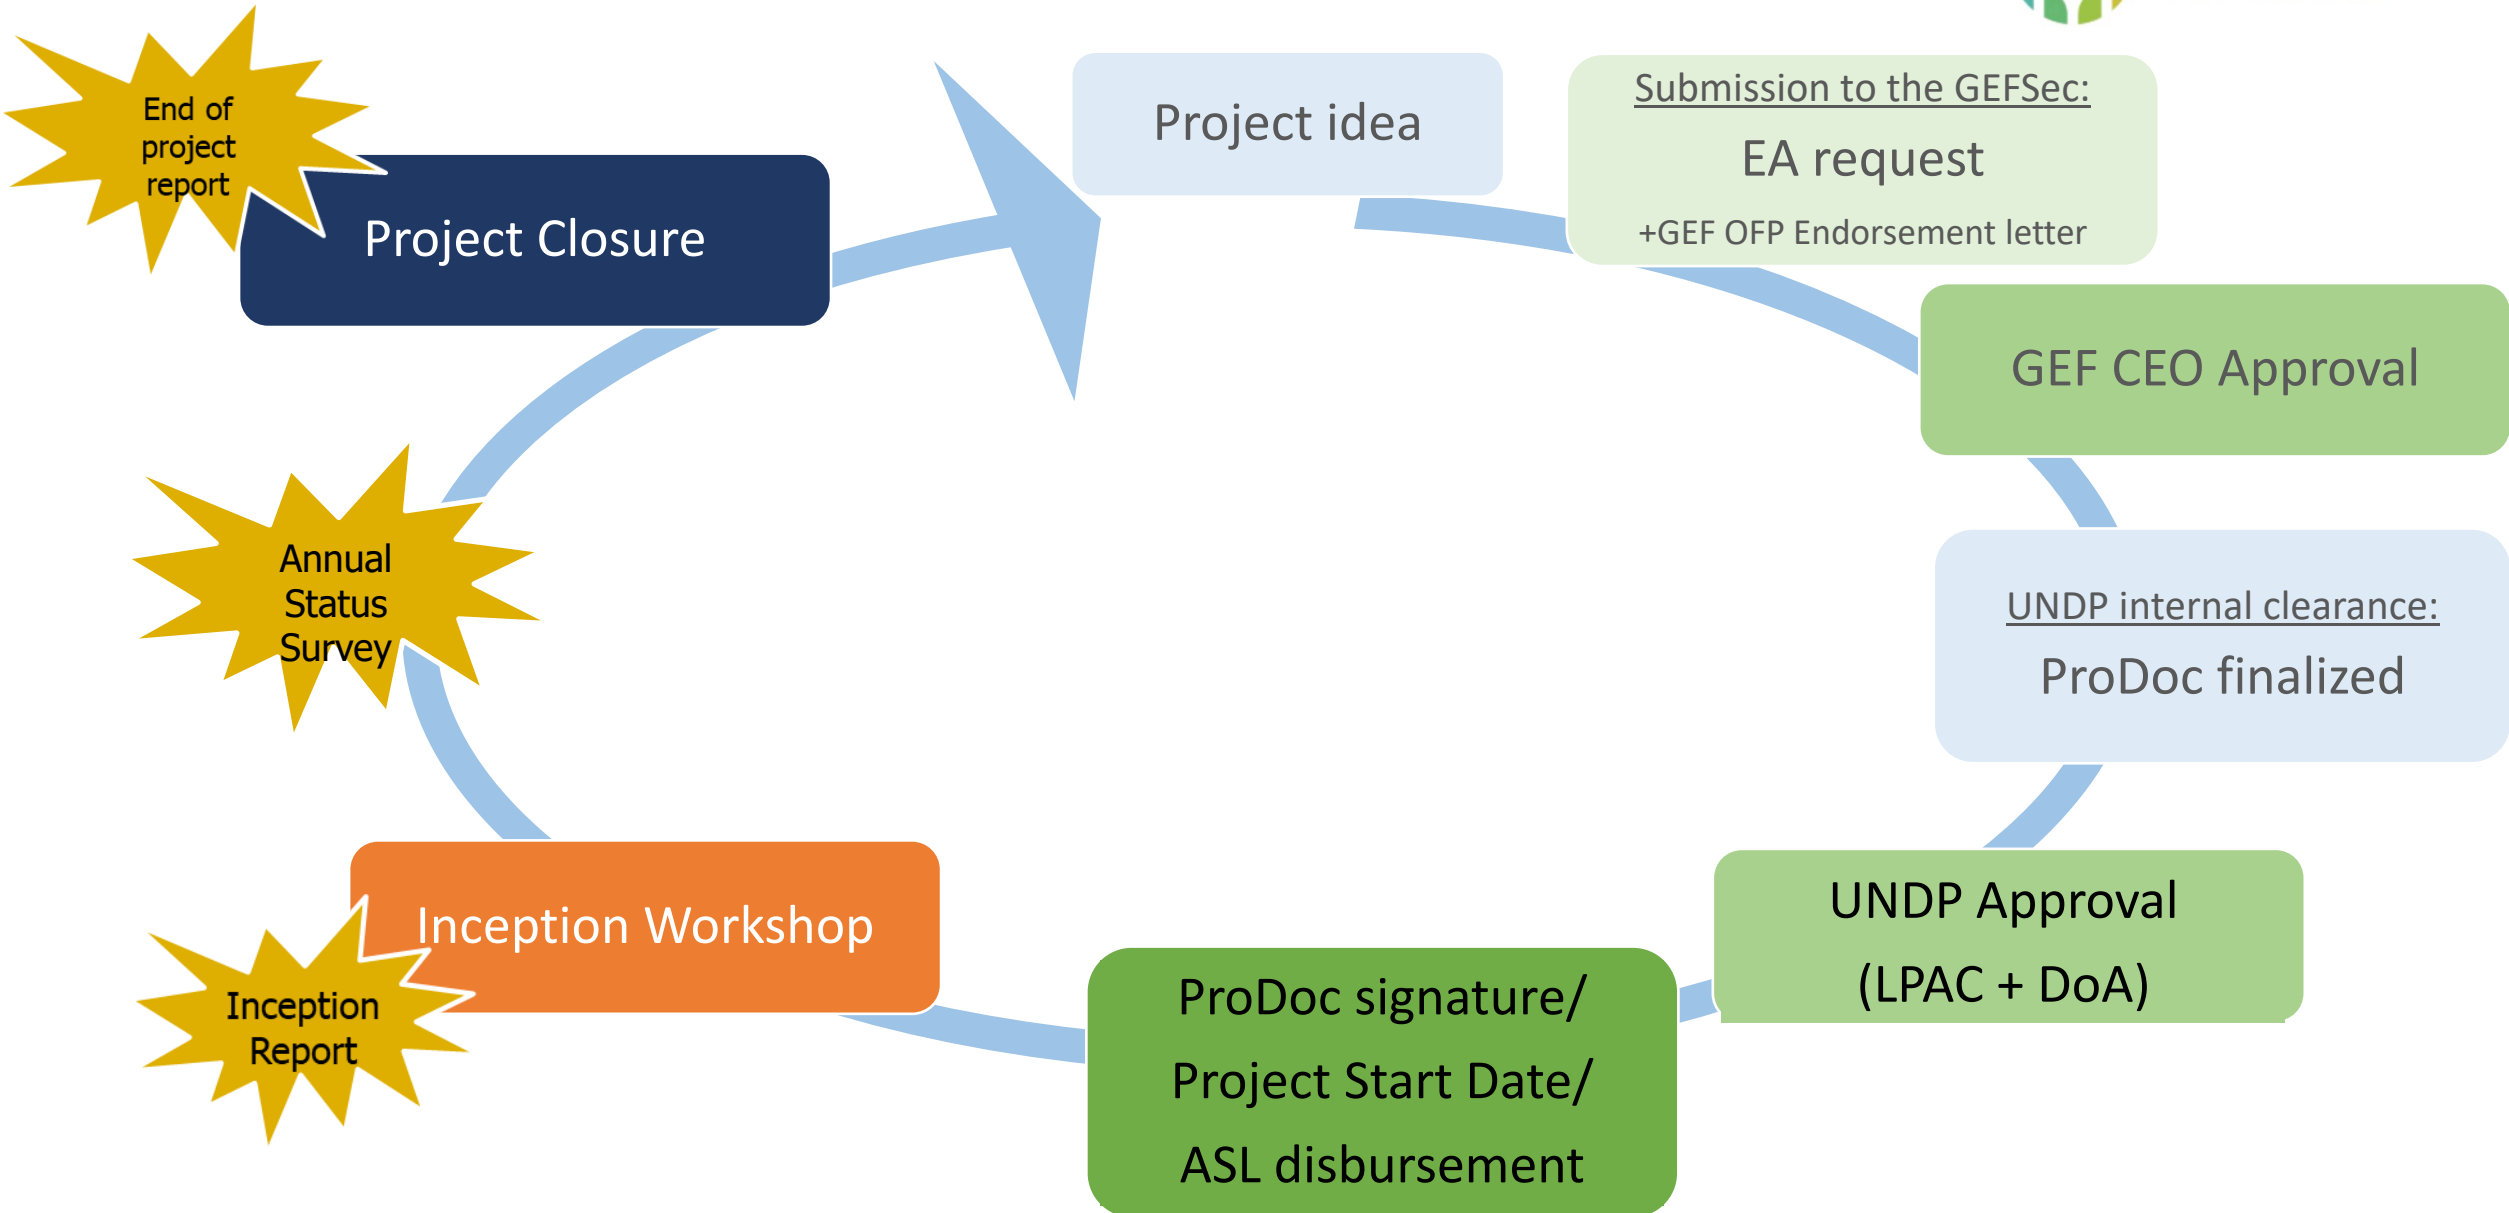 Project idea
Submission to the GEFSec:
EA request
+GEF OFP Endorsement letter
GEF CEO Approval
UNDP internal clearance:
ProDoc finalized
UNDP Approval
(LPAC + DoA)
ProDoc signature/
Project Start Date/
ASL disbursement
Inception Workshop
Inception
Report
Annual
Status
Survey
Project Closure
End of
project
report